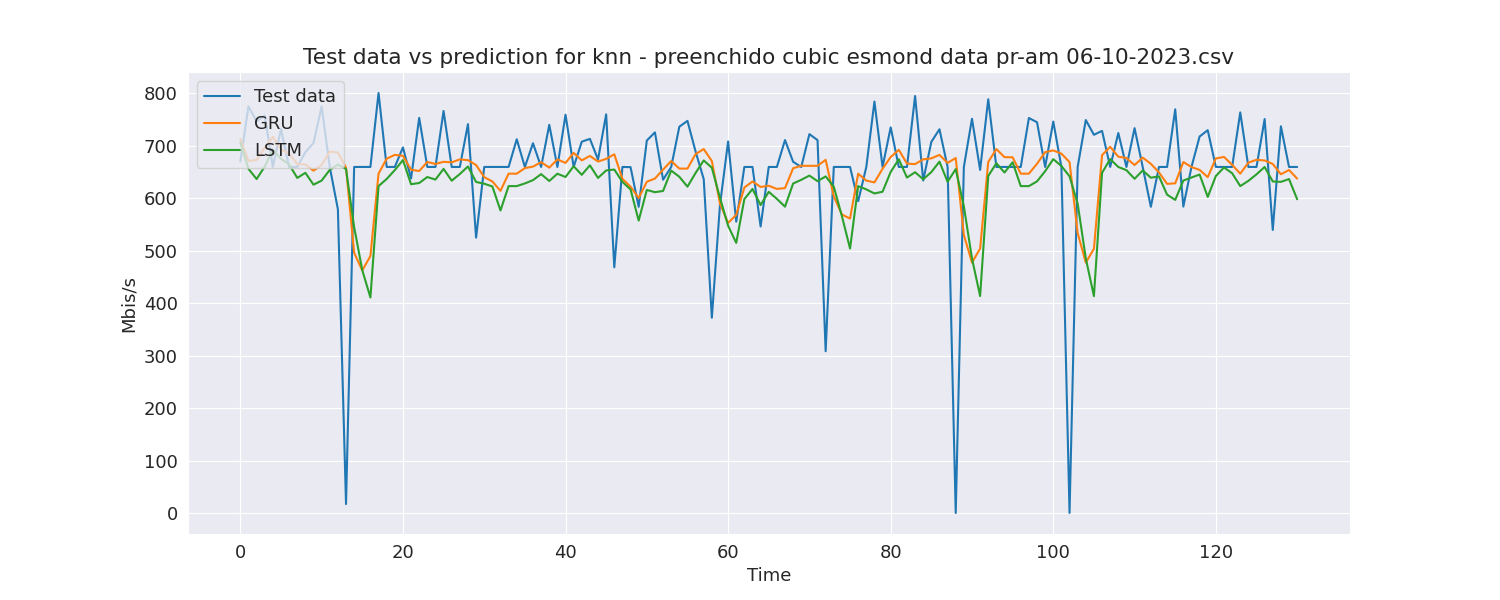 Test data vs prediction for knn - preenchido cubic esmond data pr-am 06-10-2023.csv
Test data
GRU
LSTM
800
700
600
500
400
300
200
100
0
Mbis/s
0 20 40 60 80 100 120
Time